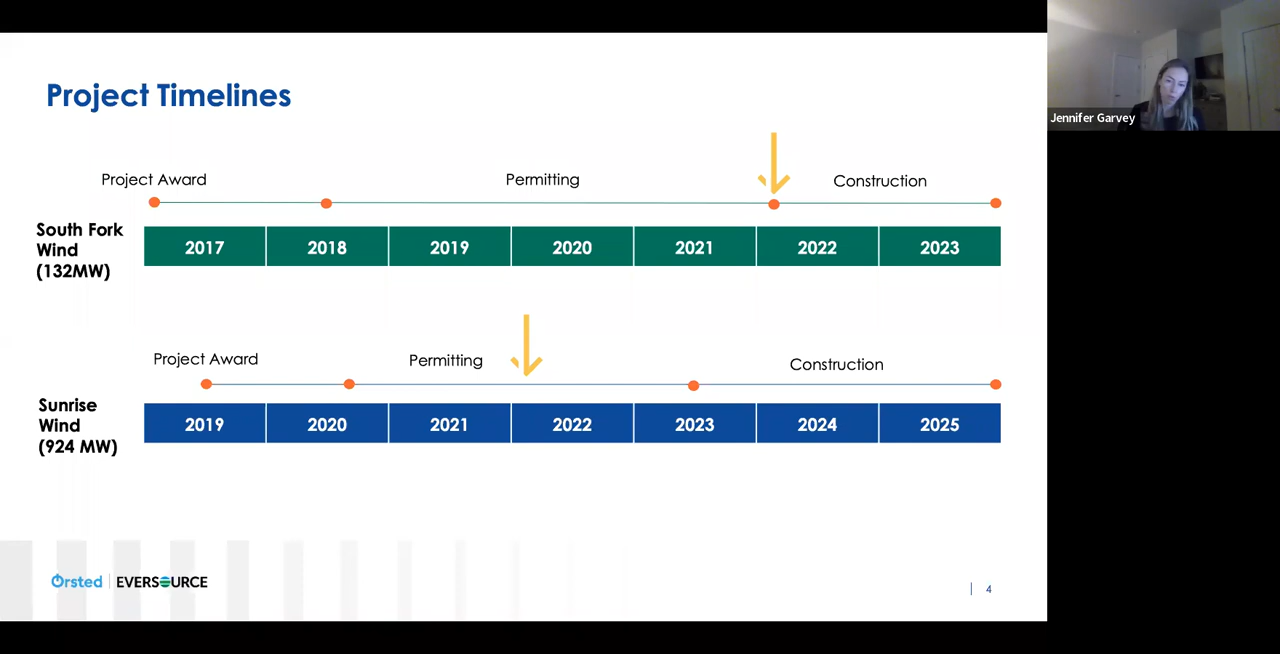 Project Timelines
Jennifer Garvey
Project Award
Permitting
Construction
South Fork
Wind
(132MW)
2017
2018
2019
2020
2021
2022
2023
Project Award
Permitting
Construction
Sunrise
Wind
(924 MW)
2019
2020
2021
2022
2023
2024
2025
Ørsted
EVERSOURCE
4